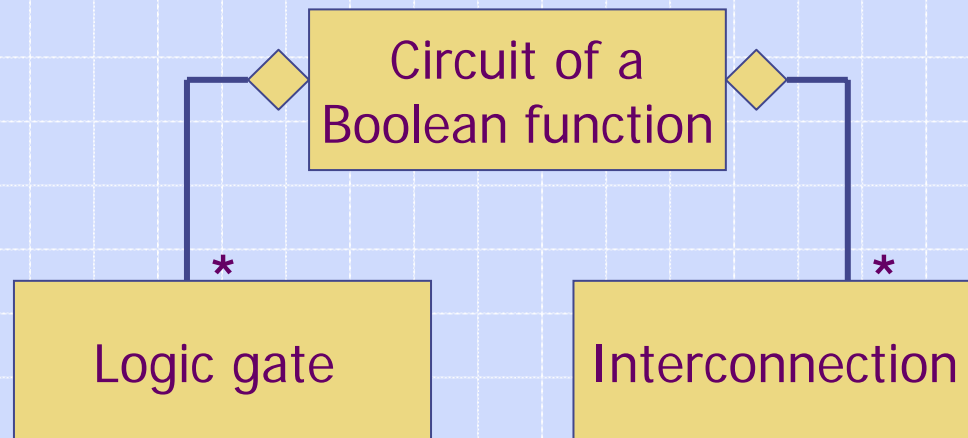 Circuit of a
Boolean function
* *
Logic gate Interconnection